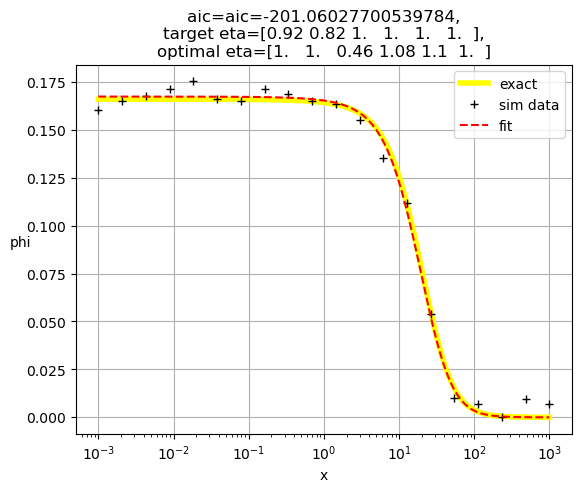 aic=aic=-201.06027700539784,
target eta=[0.92 0.82 1.   1.   1.   1.  ],
optimal eta=[1.   1.   0.46 1.08 1.1  1.  ]
0.175
0.150
0.125
0.100
0.075
0.050
0.025
0.000
phi
exact
sim data
fit
10⁻³ 10⁻² 10⁻¹ 10⁰ 10¹ 10² 10³
x